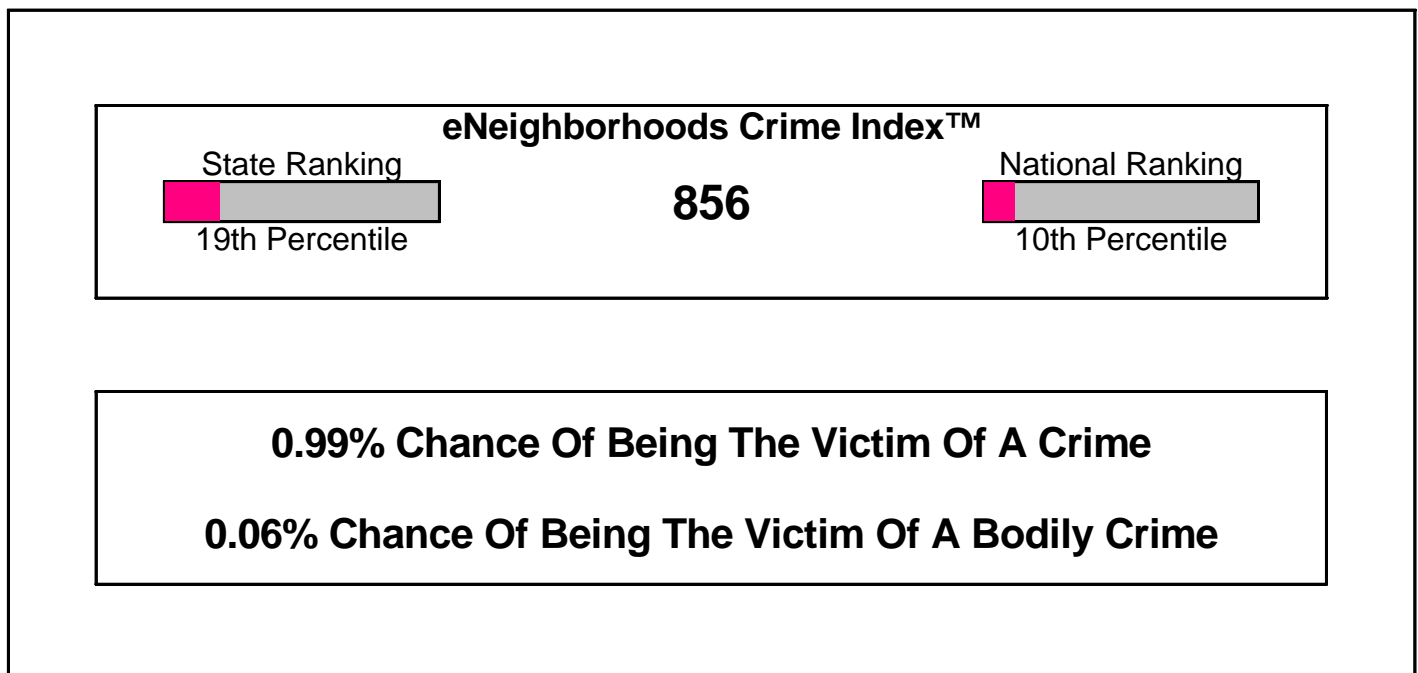 eNeighborhoods Crime Index™
State Ranking
19th Percentile
856
National Ranking
10th Percentile
0.99% Chance Of Being The Victim Of A Crime
0.06% Chance Of Being The Victim Of A Bodily Crime